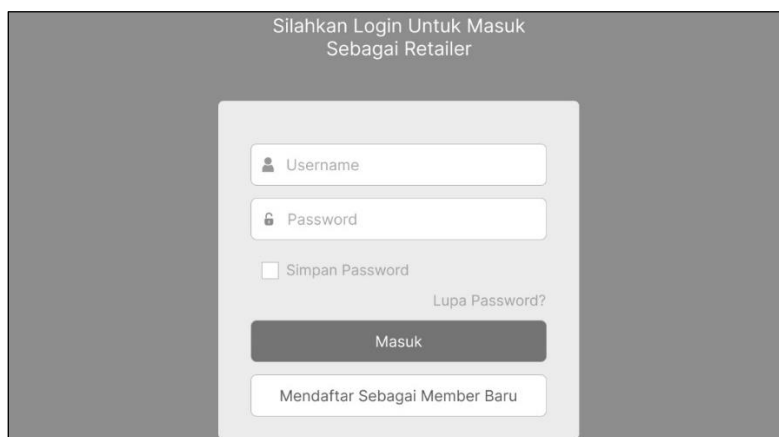 Silahkan Login Untuk Masuk
Sebagai Retailer
Username
Password
Simpan Password
Lupa Password?
Masuk
Mendaftar Sebagai Member Baru